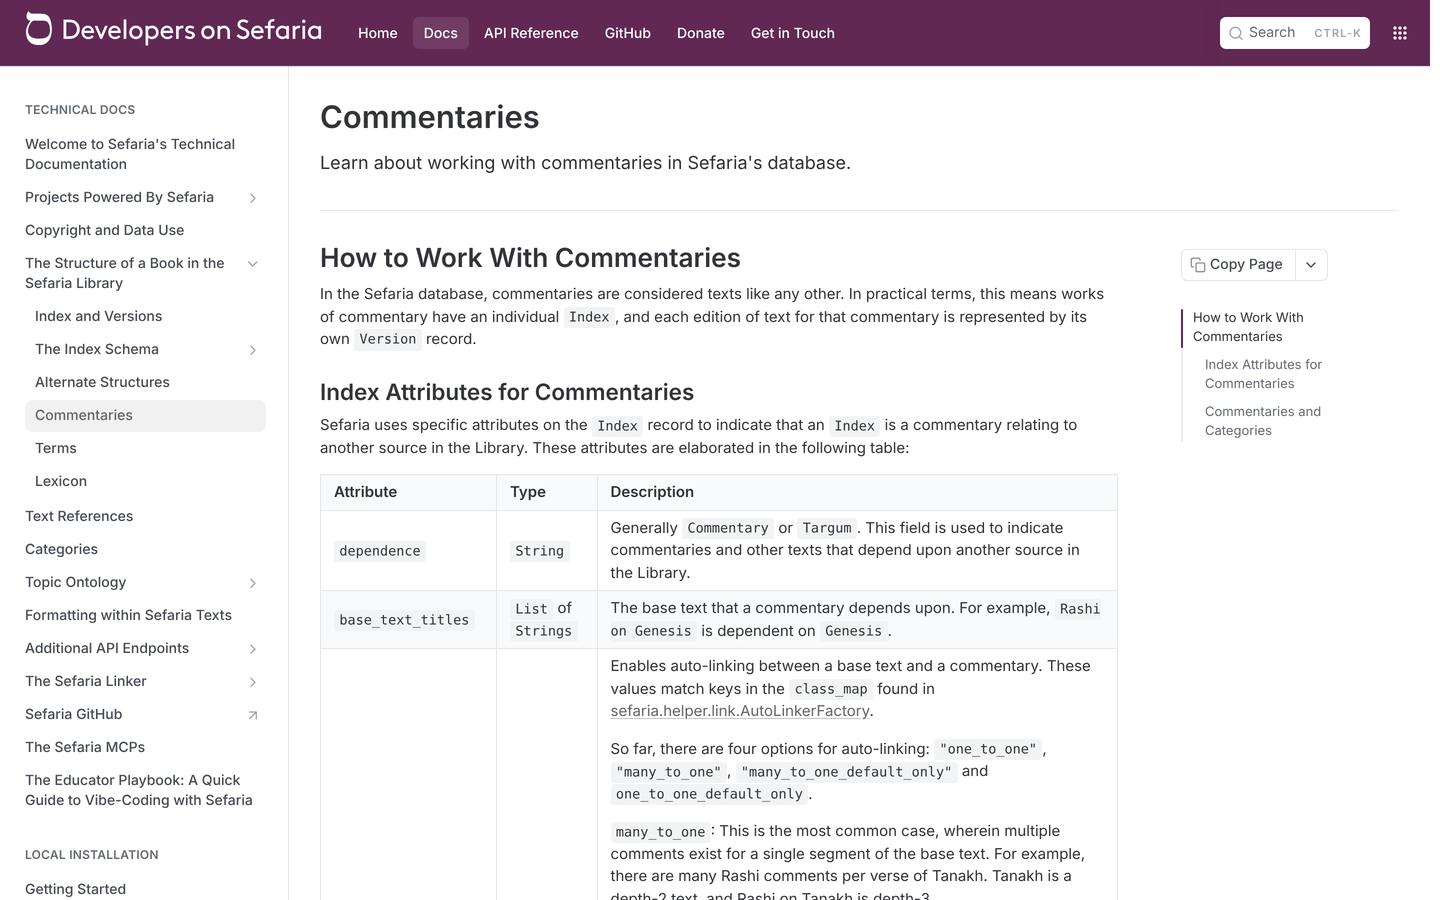 Developers on Sefaria
Home
Docs
API Reference
GitHub
Donate
Get in Touch
Search
CTRL-K
TECHNICAL DOCS
Welcome to Sefaria's Technical
Documentation
Projects Powered By Sefaria
Copyright and Data Use
The Structure of a Book in the
Sefaria Library
Index and Versions
The Index Schema
Alternate Structures
Commentaries
Terms
Lexicon
Text References
Categories
Topic Ontology
Formatting within Sefaria Texts
Additional API Endpoints
The Sefaria Linker
Sefaria GitHub
The Sefaria MCPs
The Educator Playbook: A Quick
Guide to Vibe-Coding with Sefaria
LOCAL INSTALLATION
Getting Started
Commentaries
Learn about working with commentaries in Sefaria's database.
How to Work With Commentaries
In the Sefaria database, commentaries are considered texts like any other. In practical terms, this means works
of commentary have an individual Index, and each edition of text for that commentary is represented by its
own Version record.
Index Attributes for Commentaries
Sefaria uses specific attributes on the Index record to indicate that an Index is a commentary relating to
another source in the Library. These attributes are elaborated in the following table:
Attribute
Type
Description
dependence
String
Generally Commentary or Targum. This field is used to indicate
commentaries and other texts that depend upon another source in
the Library.
base_text_titles
List of
Strings
The base text that a commentary depends upon. For example, Rashi
on Genesis is dependent on Genesis.
Enables auto-linking between a base text and a commentary. These
values match keys in the class_map found in
sefaria.helper.link.AutoLinkerFactory.
So far, there are four options for auto-linking: "one_to_one",
"many_to_one", "many_to_one_default_only" and
one_to_one_default_only.
many_to_one: This is the most common case, wherein multiple
comments exist for a single segment of the base text. For example,
there are many Rashi comments per verse of Tanakh. Tanakh is a
depth-2 text, and Rashi on Tanakh is depth-3.
Copy Page
How to Work With
Commentaries
Index Attributes for
Commentaries
Commentaries and
Categories